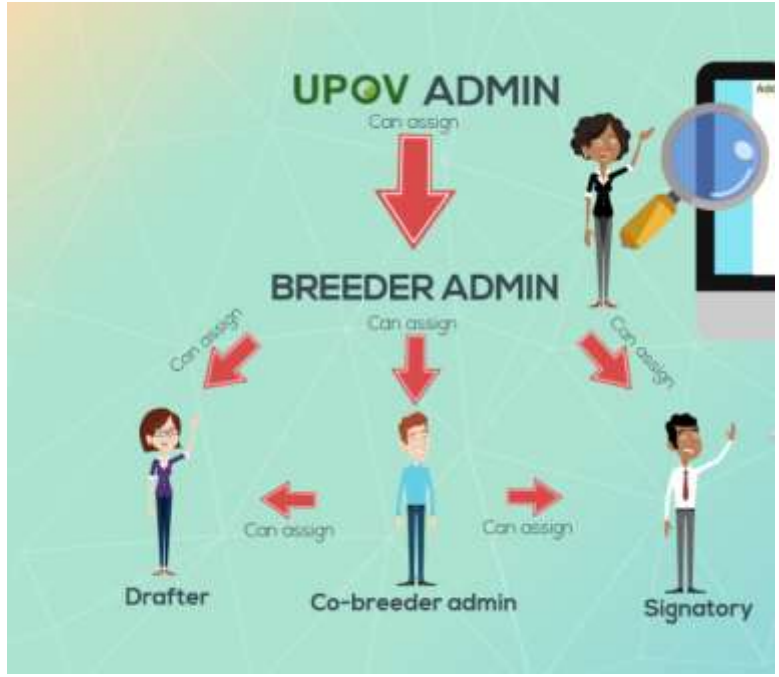 UPOV ADMIN
Can assign
BREEDER ADMIN
Can assign
Can assign
Can assign
Can assign
Can assign
Drafter
Co-breeder admin
Signatory